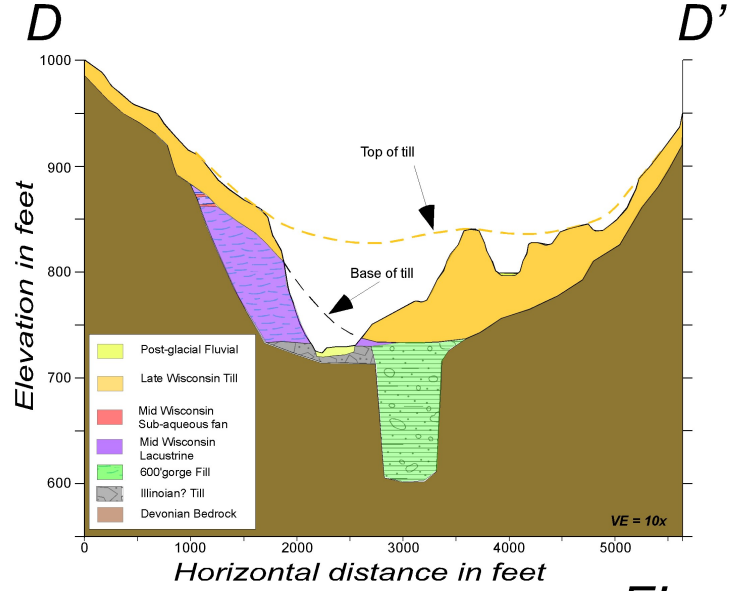 D
D’
1000
900
800
700
600
Elevation in feet
Top of till
Base of till
Post-glacial Fluvial
Late Wisconsin Till
Mid Wisconsin
Sub-aqueous fan
Mid Wisconsin
Lacustrine
600'gorge Fill
Illinoian? Till
Devonian Bedrock
VE = 10x
0
1000
2000
3000
4000
5000
Horizontal distance in feet